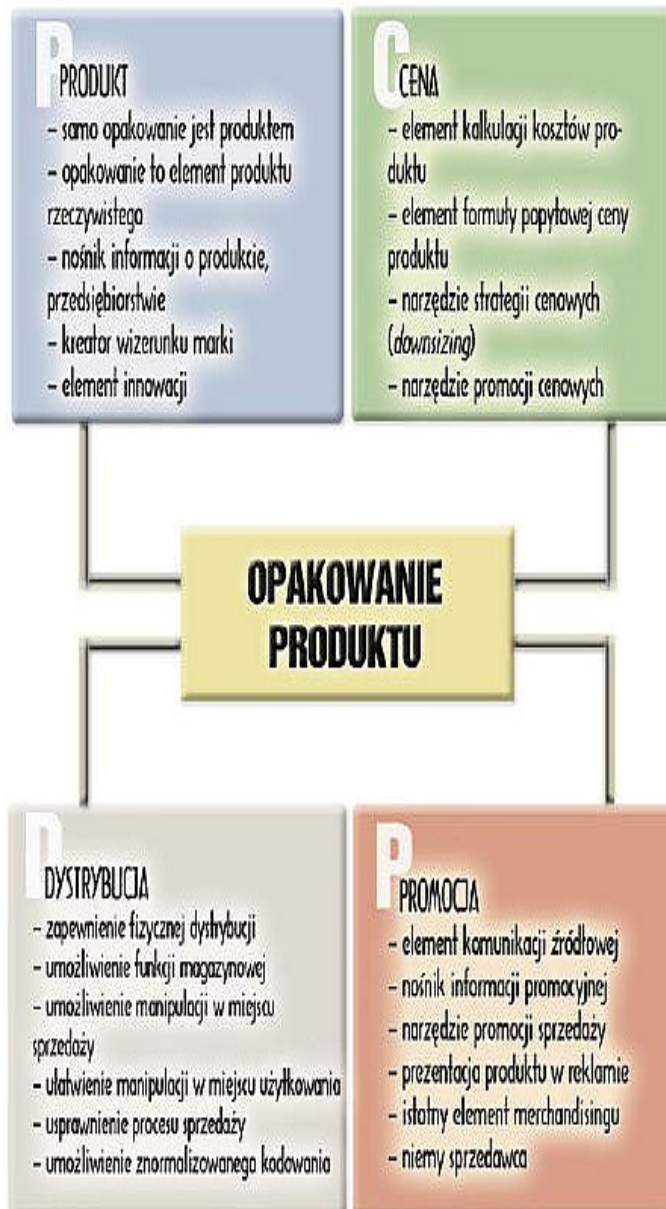 P
PRODUKT
– samo opakowanie jest produktem
– opakowanie to element produktu
rzeczywistego
– nośnik informacji o produkcie,
przedsiębiorstwie
– kreator wizerunku marki
– element innowacji
C
CENA
– element kalkulagi kosztów pro-
duktu
– element formuły popytowej ceny
produktu
– narzędzie strategii cenowych
(downsizing)
– narzędzie promocji cenowych
OPAKOWANIE
PRODUKTU
P
DYSTRYBUCJA
– zapewnienie fizycznej dystrybucji
– umożliwienie funkcji magazynowej
– umożliwienie manipulacji w miejscu
sprzedaży
– ułatwienie manipulacji w miejscu użytkowania
– usprawnienie procesu sprzedaży
– umożliwienie znormalizowanego kodowania
P
PROMOCJA
– element komunikacji źródłowej
– nośnik informacji promocyjnej
– narzędzie promocji sprzedaży
– prezentacja produktu w reklamie
– istotny element merchandisingu
– niemy sprzedawca